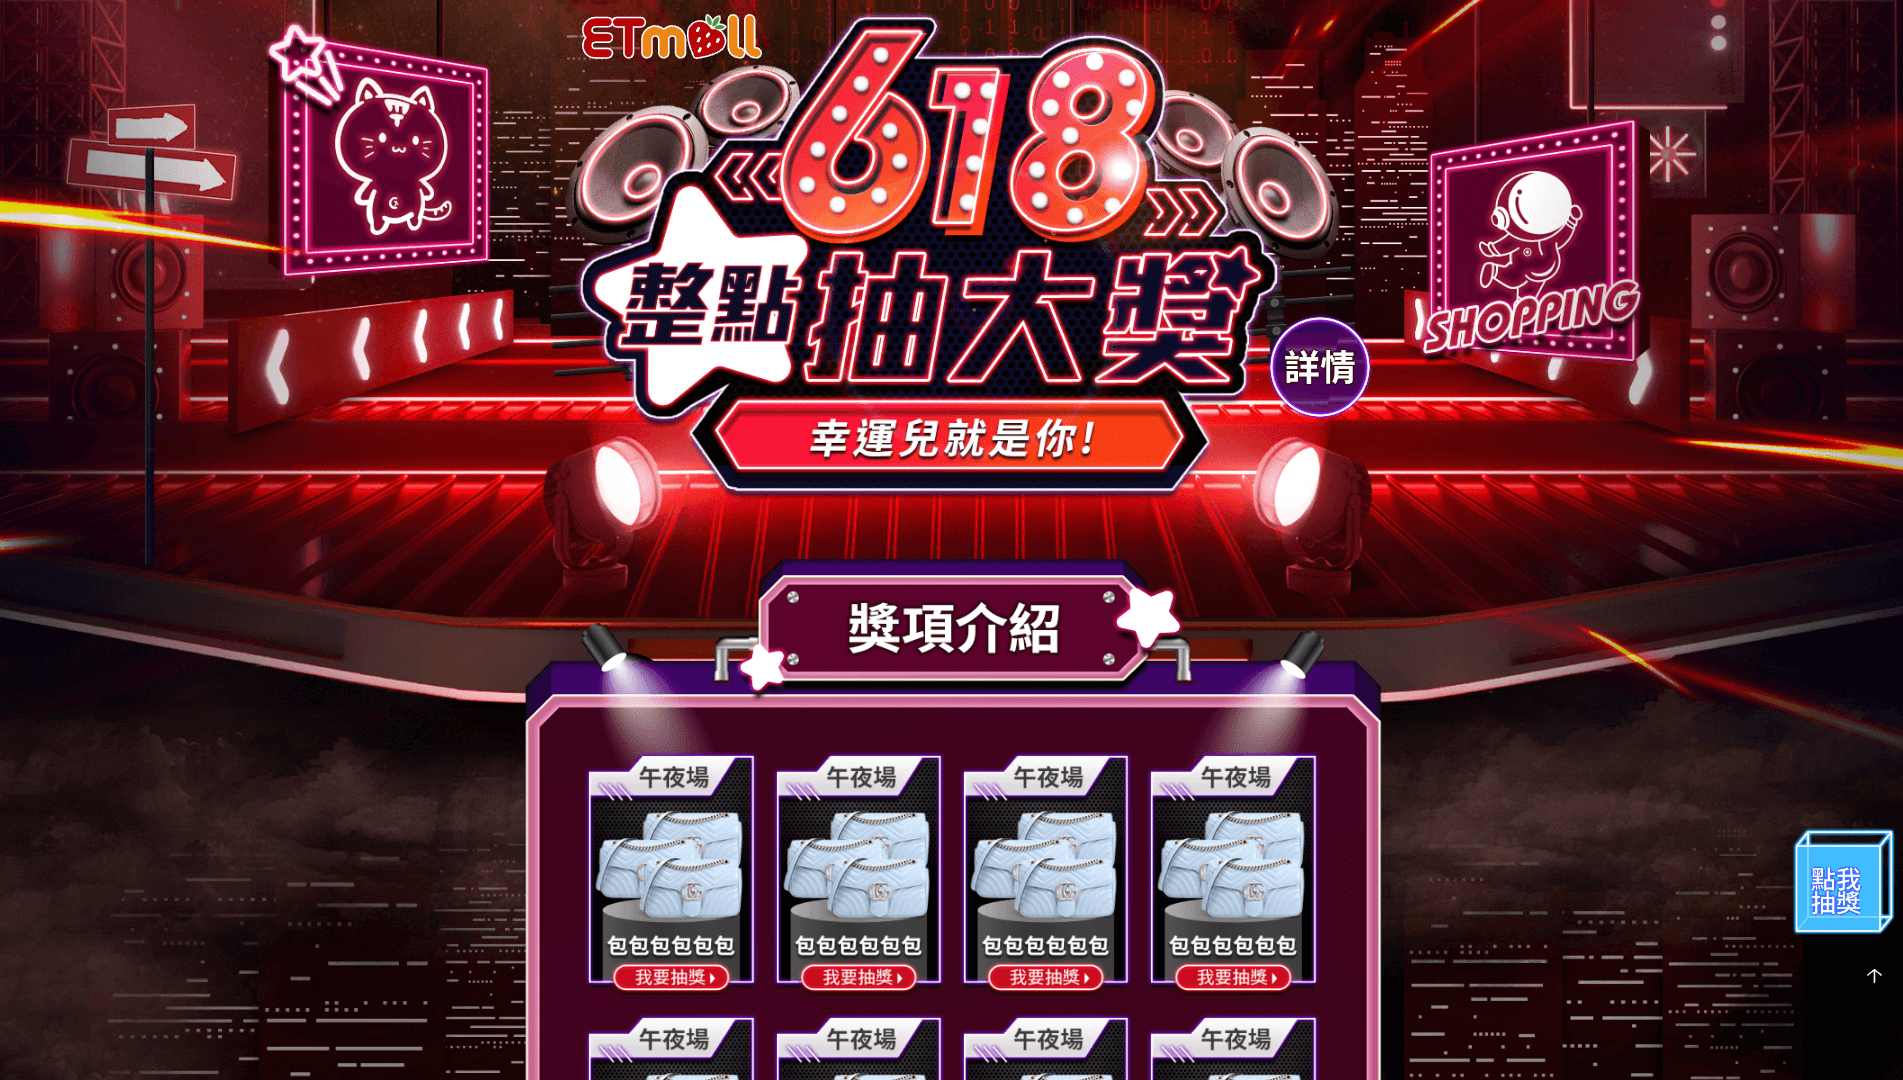 ETmall
618
整點抽大獎
詳情
幸運兒就是你!
SHOPPING
獎項介紹
午夜場 午夜場 午夜場 午夜場
包包包包包包 包包包包包包 包包包包包包 包包包包包包
我要抽獎 我要抽獎 我要抽獎 我要抽獎
點我
抽獎
午夜場 午夜場 午夜場 午夜場